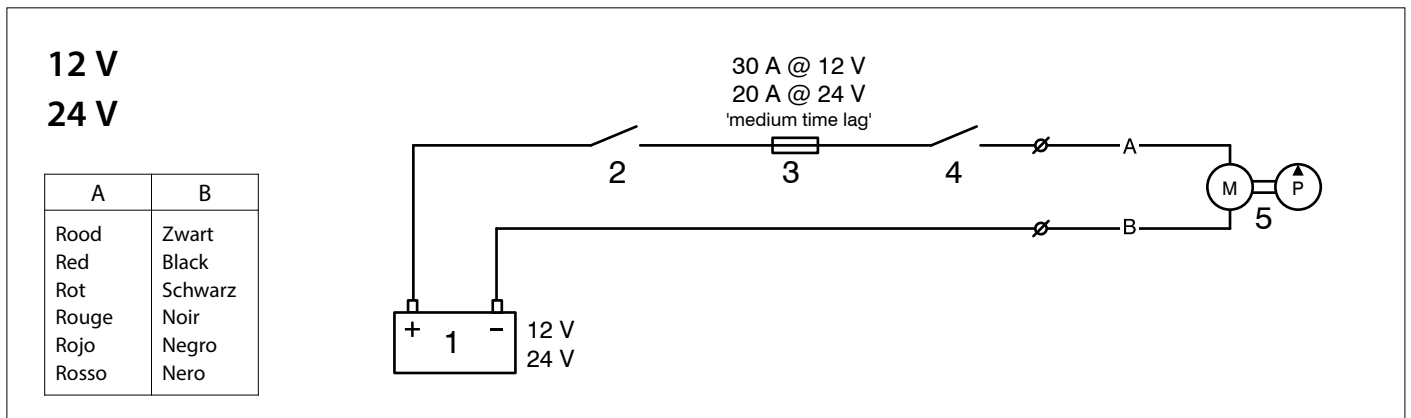 12 V
24 V
30 A @ 12 V
20 A @ 24 V
'medium time lag'
2
3
4
A
M
P
5
B
A B
Rood Zwart
Red Black
Rot Schwarz
Rouge Noir
Rojo Negro
Rosso Nero
+ 1 −
12 V
24 V